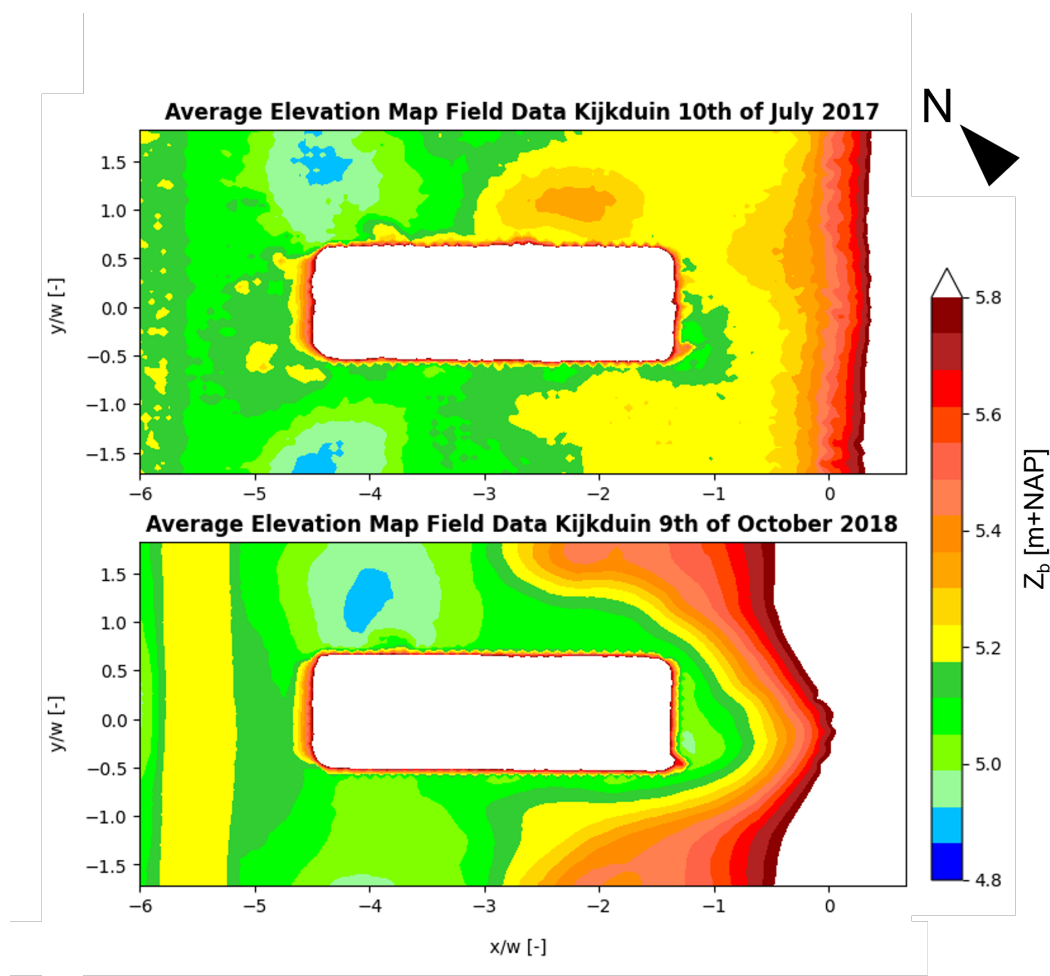 Average Elevation Map Field Data Kijkduin 10th of July 2017
N
1.5
1.0
0.5
0.0
−0.5
−1.0
−1.5
y/w [-]
−6 −5 −4 −3 −2 −1 0
Average Elevation Map Field Data Kijkduin 9th of October 2018
1.5
1.0
0.5
0.0
−0.5
−1.0
−1.5
y/w [-]
−6 −5 −4 −3 −2 −1 0
x/w [-]
5.8
5.6
5.4
5.2
5.0
4.8
Zb [m+NAP]